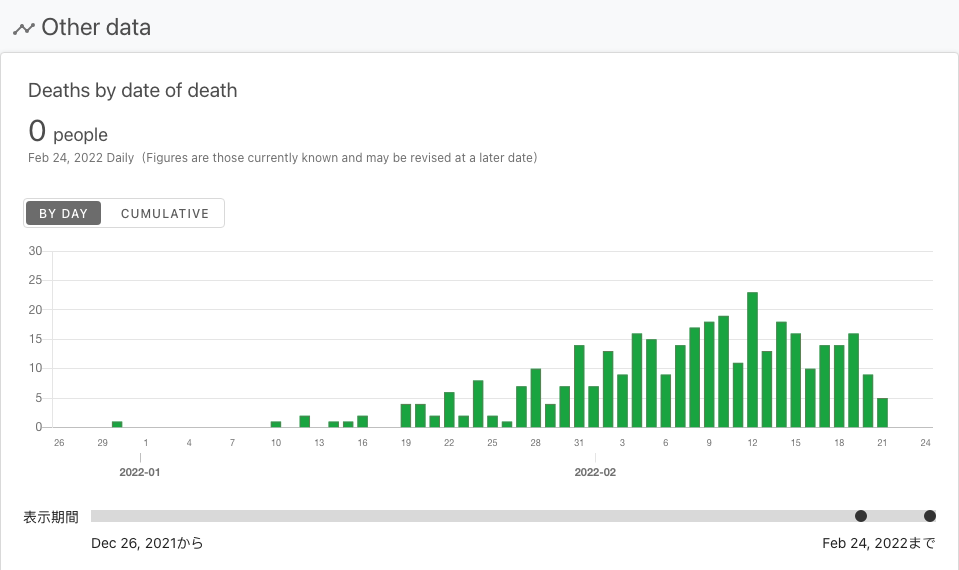 Other data
Deaths by date of death
0 people
Feb 24, 2022 Daily（Figures are those currently known and may be revised at a later date）
BY DAY CUMULATIVE
30
25
20
15
10
5
0
26 29 1 4 7 10 13 16 19 22 25 28 31 3 6 9 12 15 18 21 24
2022-01 2022-02
表示期間
Dec 26, 2021から Feb 24, 2022まで